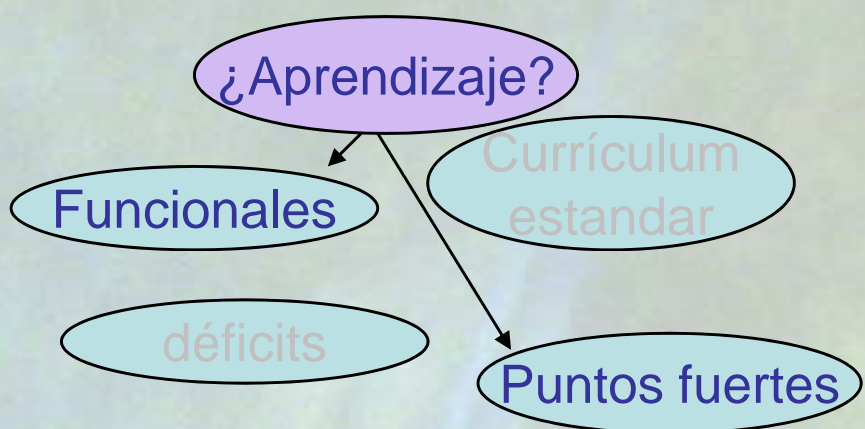 ¿Aprendizaje?
Currículum
estandar
Funcionales
déficits
Puntos fuertes